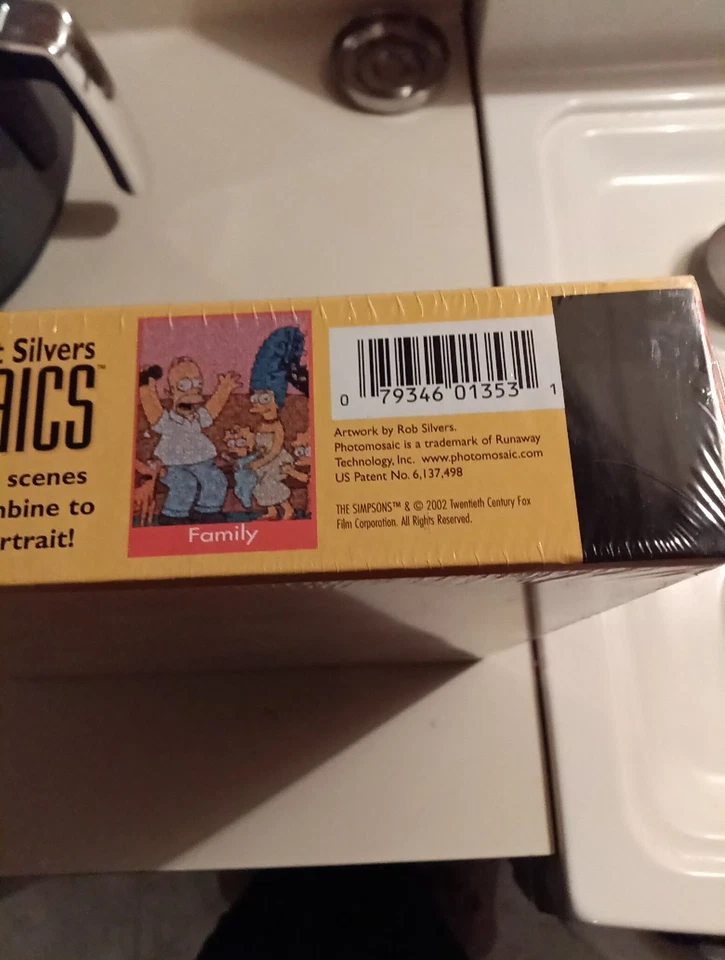 t Silvers
AICS™
scenes
nbine to
rtrait!
Family
0 79346 01353 1
Artwork by Rob Silvers.
Photomosaic is a trademark of Runaway
Technology, Inc. www.photomosaic.com
US Patent No. 6,137,498
THE SIMPSONS™ & © 2002 Twentieth Century Fox
Film Corporation. All Rights Reserved.